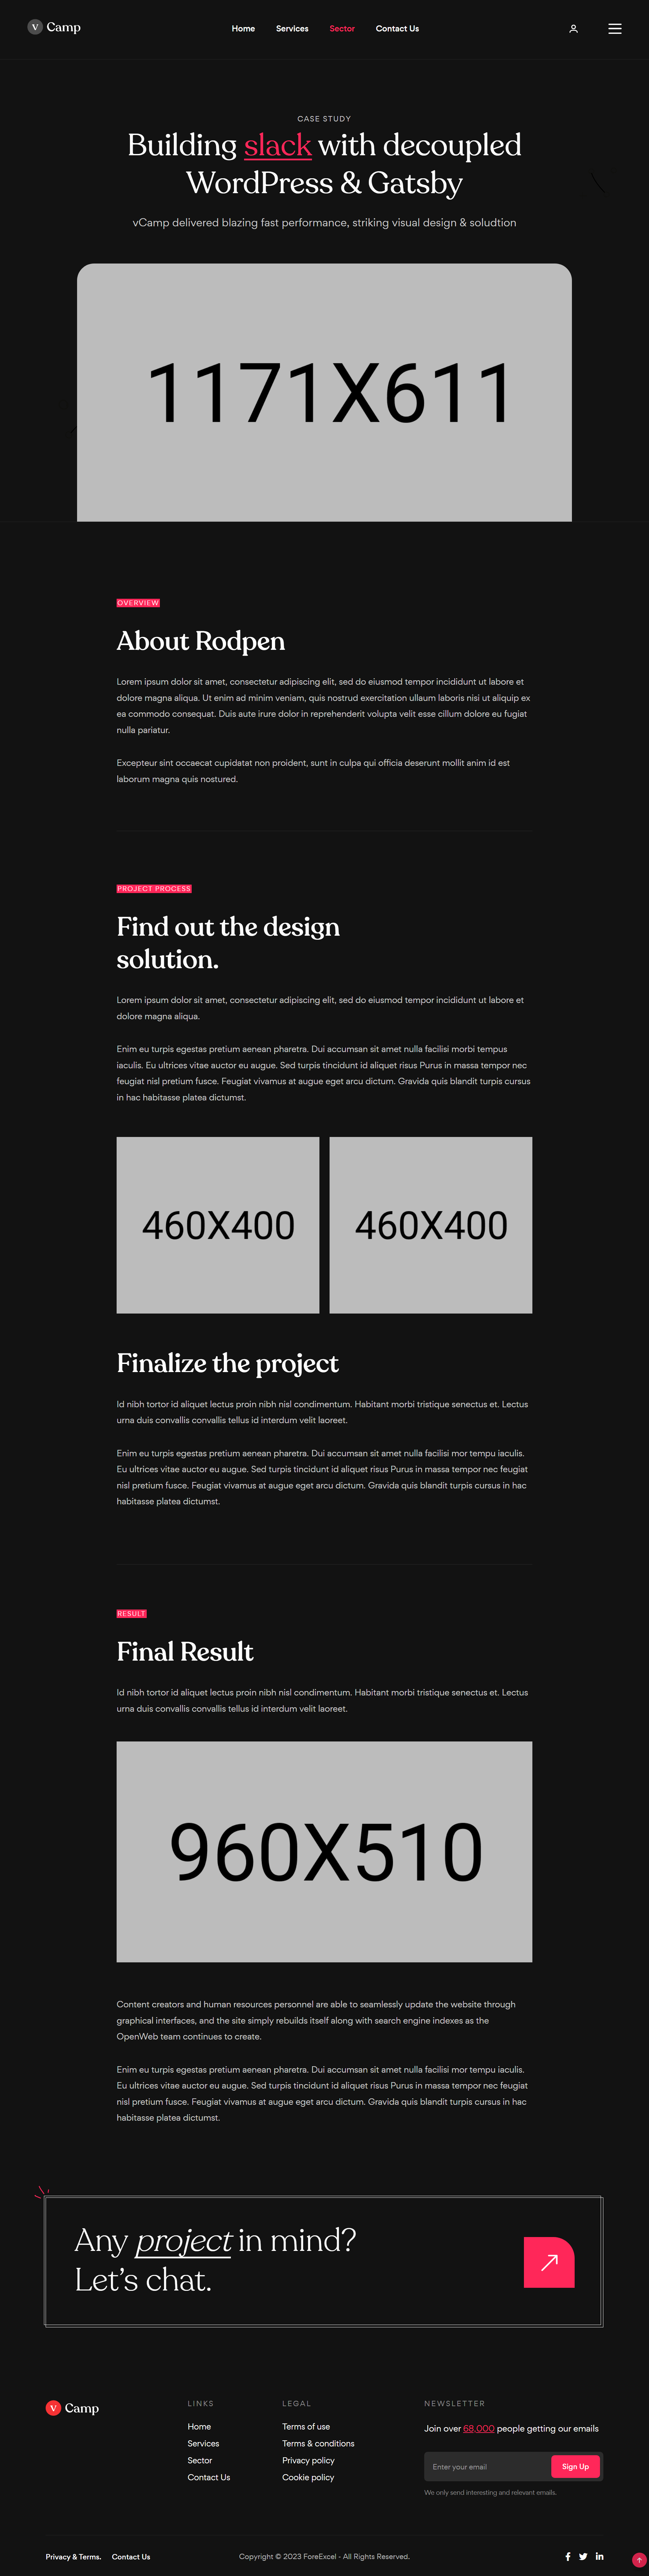 V Camp
Home Services Sector Contact Us
CASE STUDY
Building slack with decoupled
WordPress & Gatsby
vCamp delivered blazing fast performance, striking visual design & soludtion
1171X611
OVERVIEW
About Rodpen
Lorem ipsum dolor sit amet, consectetur adipiscing elit, sed do eiusmod tempor incididunt ut labore et
dolore magna aliqua. Ut enim ad minim veniam, quis nostrud exercitation ullaum laboris nisi ut aliquip ex
ea commodo consequat. Duis aute irure dolor in reprehenderit volupta velit esse cillum dolore eu fugiat
nulla pariatur.
Excepteur sint occaecat cupidatat non proident, sunt in culpa qui officia deserunt mollit anim id est
laborum magna quis nostured.
PROJECT PROCESS
Find out the design
solution.
Lorem ipsum dolor sit amet, consectetur adipiscing elit, sed do eiusmod tempor incididunt ut labore et
dolore magna aliqua.
Enim eu turpis egestas pretium aenean pharetra. Dui accumsan sit amet nulla facilisi morbi tempus
iaculis. Eu ultrices vitae auctor eu augue. Sed turpis tincidunt id aliquet risus Purus in massa tempor nec
feugiat nisl pretium fusce. Feugiat vivamus at augue eget arcu dictum. Gravida quis blandit turpis cursus
in hac habitasse platea dictumst.
460X400 460X400
Finalize the project
Id nibh tortor id aliquet lectus proin nibh nisl condimentum. Habitant morbi tristique senectus et. Lectus
urna duis convallis convallis tellus id interdum velit laoreet.
Enim eu turpis egestas pretium aenean pharetra. Dui accumsan sit amet nulla facilisi mor tempu iaculis.
Eu ultrices vitae auctor eu augue. Sed turpis tincidunt id aliquet risus Purus in massa tempor nec feugiat
nisl pretium fusce. Feugiat vivamus at augue eget arcu dictum. Gravida quis blandit turpis cursus in hac
habitasse platea dictumst.
RESULT
Final Result
Id nibh tortor id aliquet lectus proin nibh nisl condimentum. Habitant morbi tristique senectus et. Lectus
urna duis convallis convallis tellus id interdum velit laoreet.
960X510
Content creators and human resources personnel are able to seamlessly update the website through
graphical interfaces, and the site simply rebuilds itself along with search engine indexes as the
OpenWeb team continues to create.
Enim eu turpis egestas pretium aenean pharetra. Dui accumsan sit amet nulla facilisi mor tempu iaculis.
Eu ultrices vitae auctor eu augue. Sed turpis tincidunt id aliquet risus Purus in massa tempor nec feugiat
nisl pretium fusce. Feugiat vivamus at augue eget arcu dictum. Gravida quis blandit turpis cursus in hac
habitasse platea dictumst.
Any project in mind?
Let's chat.
V Camp
LINKS
Home
Services
Sector
Contact Us
LEGAL
Terms of use
Terms & conditions
Privacy policy
Cookie policy
NEWSLETTER
Join over 68,000 people getting our emails
Enter your email Sign Up
We only send interesting and relevant emails.
Privacy & Terms. Contact Us Copyright © 2023 ForeExcel - All Rights Reserved.